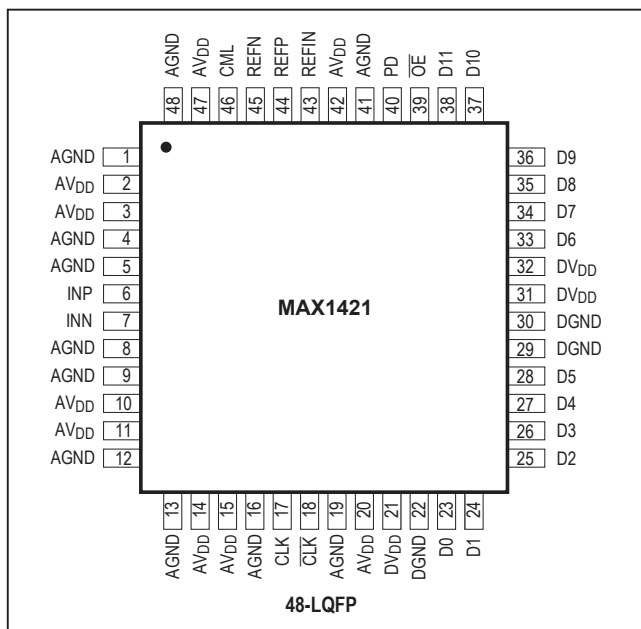 AGND AVDD CML REFN REFP REFIN AVDD AGND PD OE D11 D10
48 47 46 45 44 43 42 41 40 39 38 37
AGND 1
AVDD 2
AVDD 3
AGND 4
AGND 5
INP 6
INN 7
AGND 8
AGND 9
AVDD 10
AVDD 11
AGND 12
MAX1421
36 D9
35 D8
34 D7
33 D6
32 DVDD
31 DVDD
30 DGND
29 DGND
28 D5
27 D4
26 D3
25 D2
13 14 15 16 17 18 19 20 21 22 23 24
AGND AVDD AVDD AGND CLK CLK AGND AVDD DVDD DGND D0 D1
48-LQFP